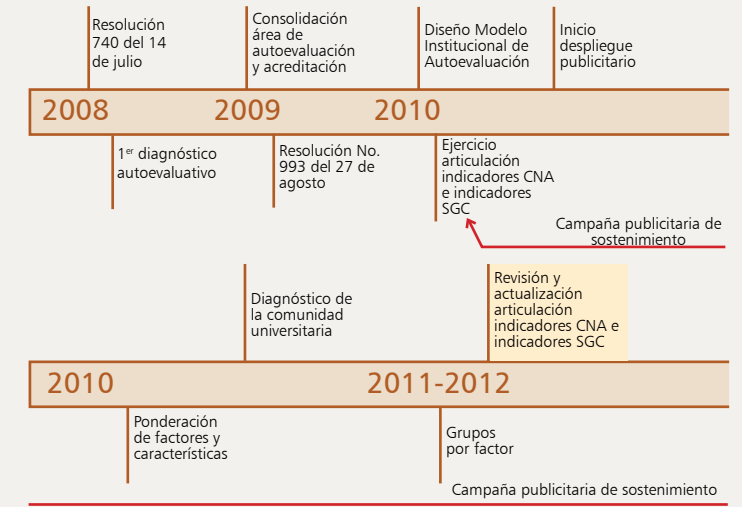 Resolución
740 del 14
de julio
Consolidación
área de
autoevaluación
y acreditación
Diseño Modelo
Institucional de
Autoevaluación
Inicio
despliegue
publicitario
2008
2009
2010
1er diagnóstico
autoevaluativo
Resolución No.
993 del 27 de
agosto
Ejercicio
articulación
indicadores CNA
e indicadores
SGC
Campaña publicitaria de
sostenimiento
Diagnóstico de
la comunidad
universitaria
Revisión y
actualización
articulación
indicadores CNA e
indicadores SGC
2010
2011-2012
Ponderación
de factores y
características
Grupos
por factor
Campaña publicitaria de sostenimiento